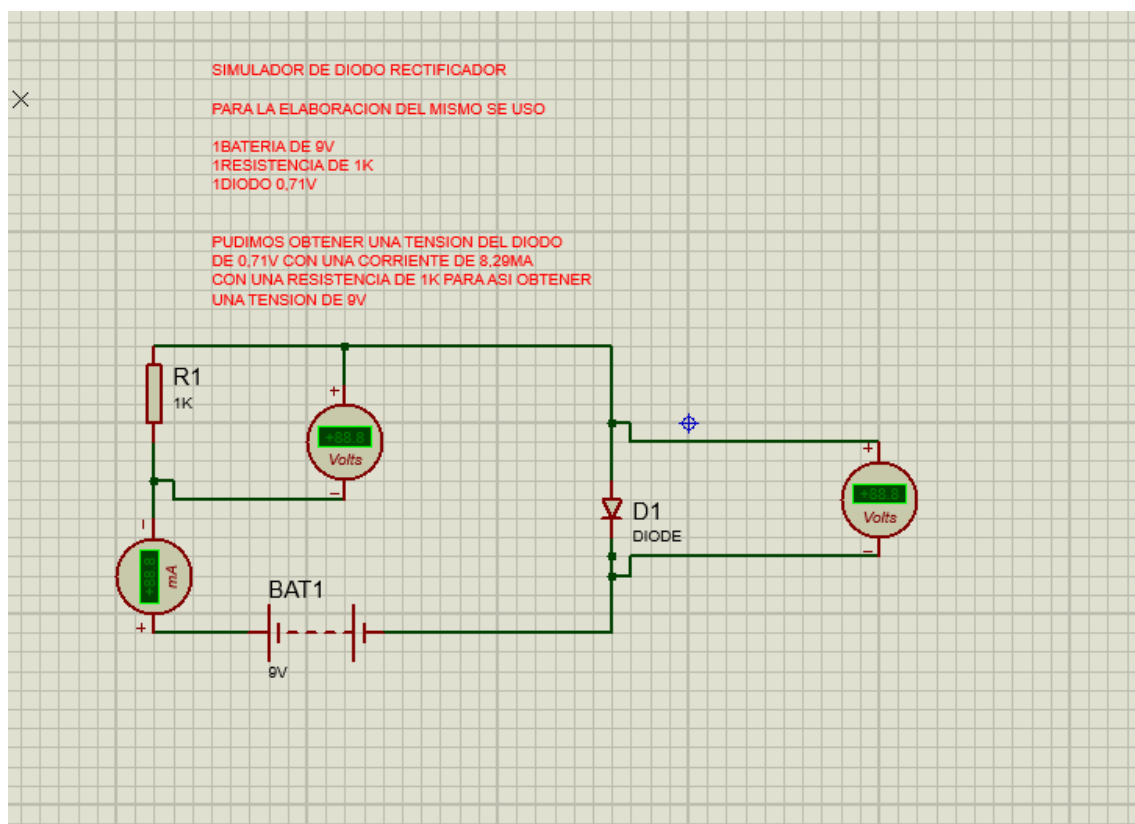 SIMULADOR DE DIODO RECTIFICADOR
PARA LA ELABORACION DEL MISMO SE USO
1BATERIA DE 9V
1RESISTENCIA DE 1K
1DIODO 0,71V
PUDIMOS OBTENER UNA TENSION DEL DIODO
DE 0,71V CON UNA CORRIENTE DE 8,29MA
CON UNA RESISTENCIA DE 1K PARA ASI OBTENER
UNA TENSION DE 9V
R1
1K
+
+88.8
Volts
−
+
+88.8
Volts
−
D1
DIODE
−
+88.8
mA
+
BAT1
9V